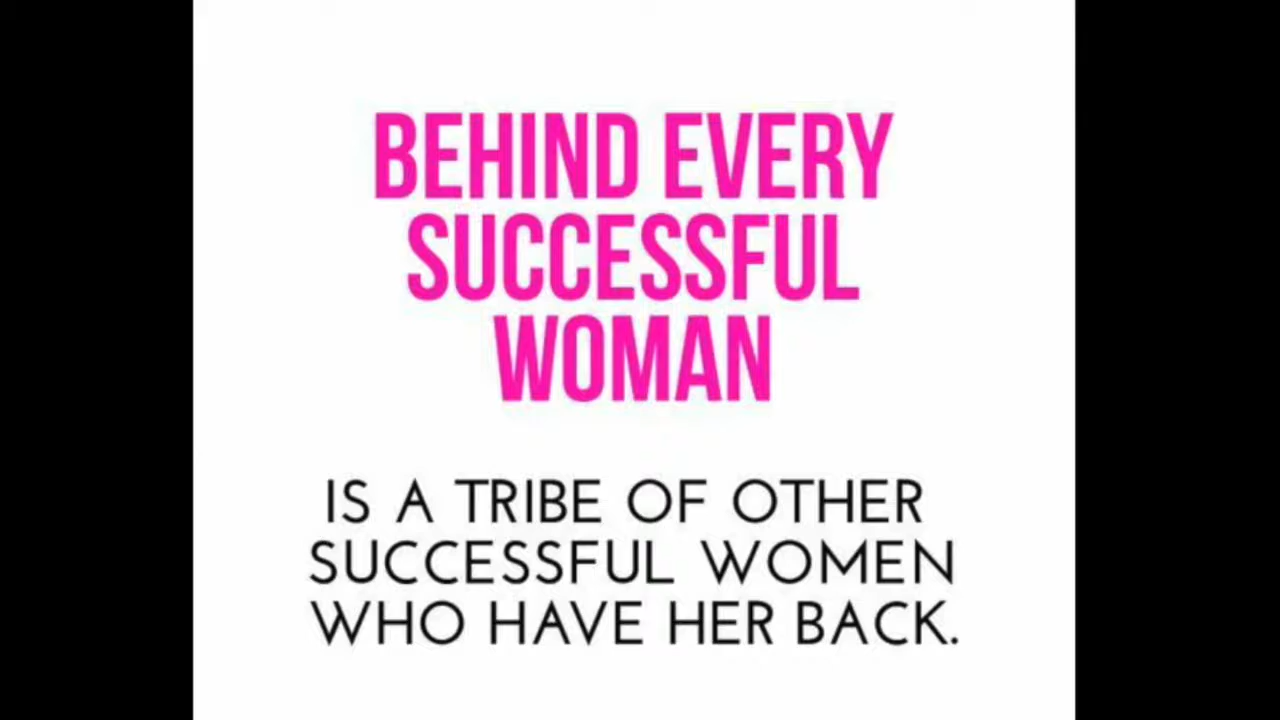 BEHIND EVERY
SUCCESSFUL
WOMAN
IS A TRIBE OF OTHER
SUCCESSFUL WOMEN
WHO HAVE HER BACK.